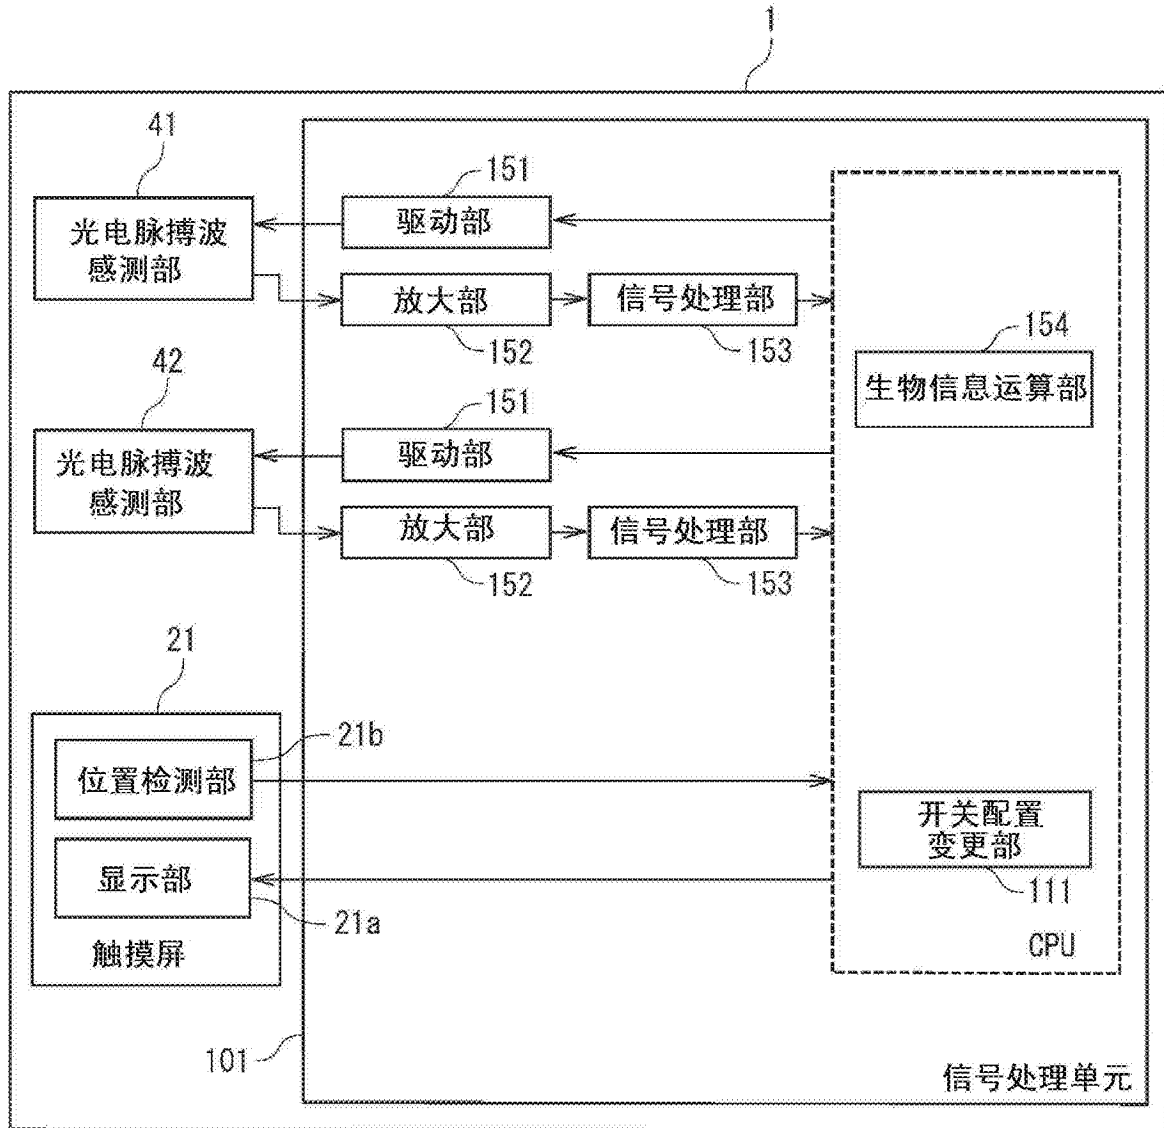 1
41
151
光电脉搏波
感测部
驱动部
放大部
信号处理部
152
153
154
生物信息运算部
42
151
光电脉搏波
感测部
驱动部
放大部
信号处理部
152
153
21
21b
位置检测部
显示部
21a
触摸屏
开关配置
变更部
111
CPU
101
信号处理单元